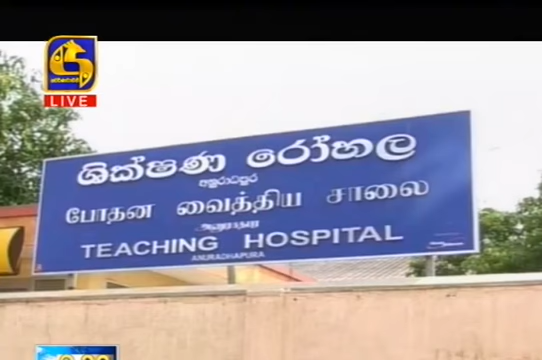 LIVE
ශික්ෂණ රෝහල
අනුරාධපුර
போதன வைத்திய சாலை
TEACHING HOSPITAL
ANURADHAPURA